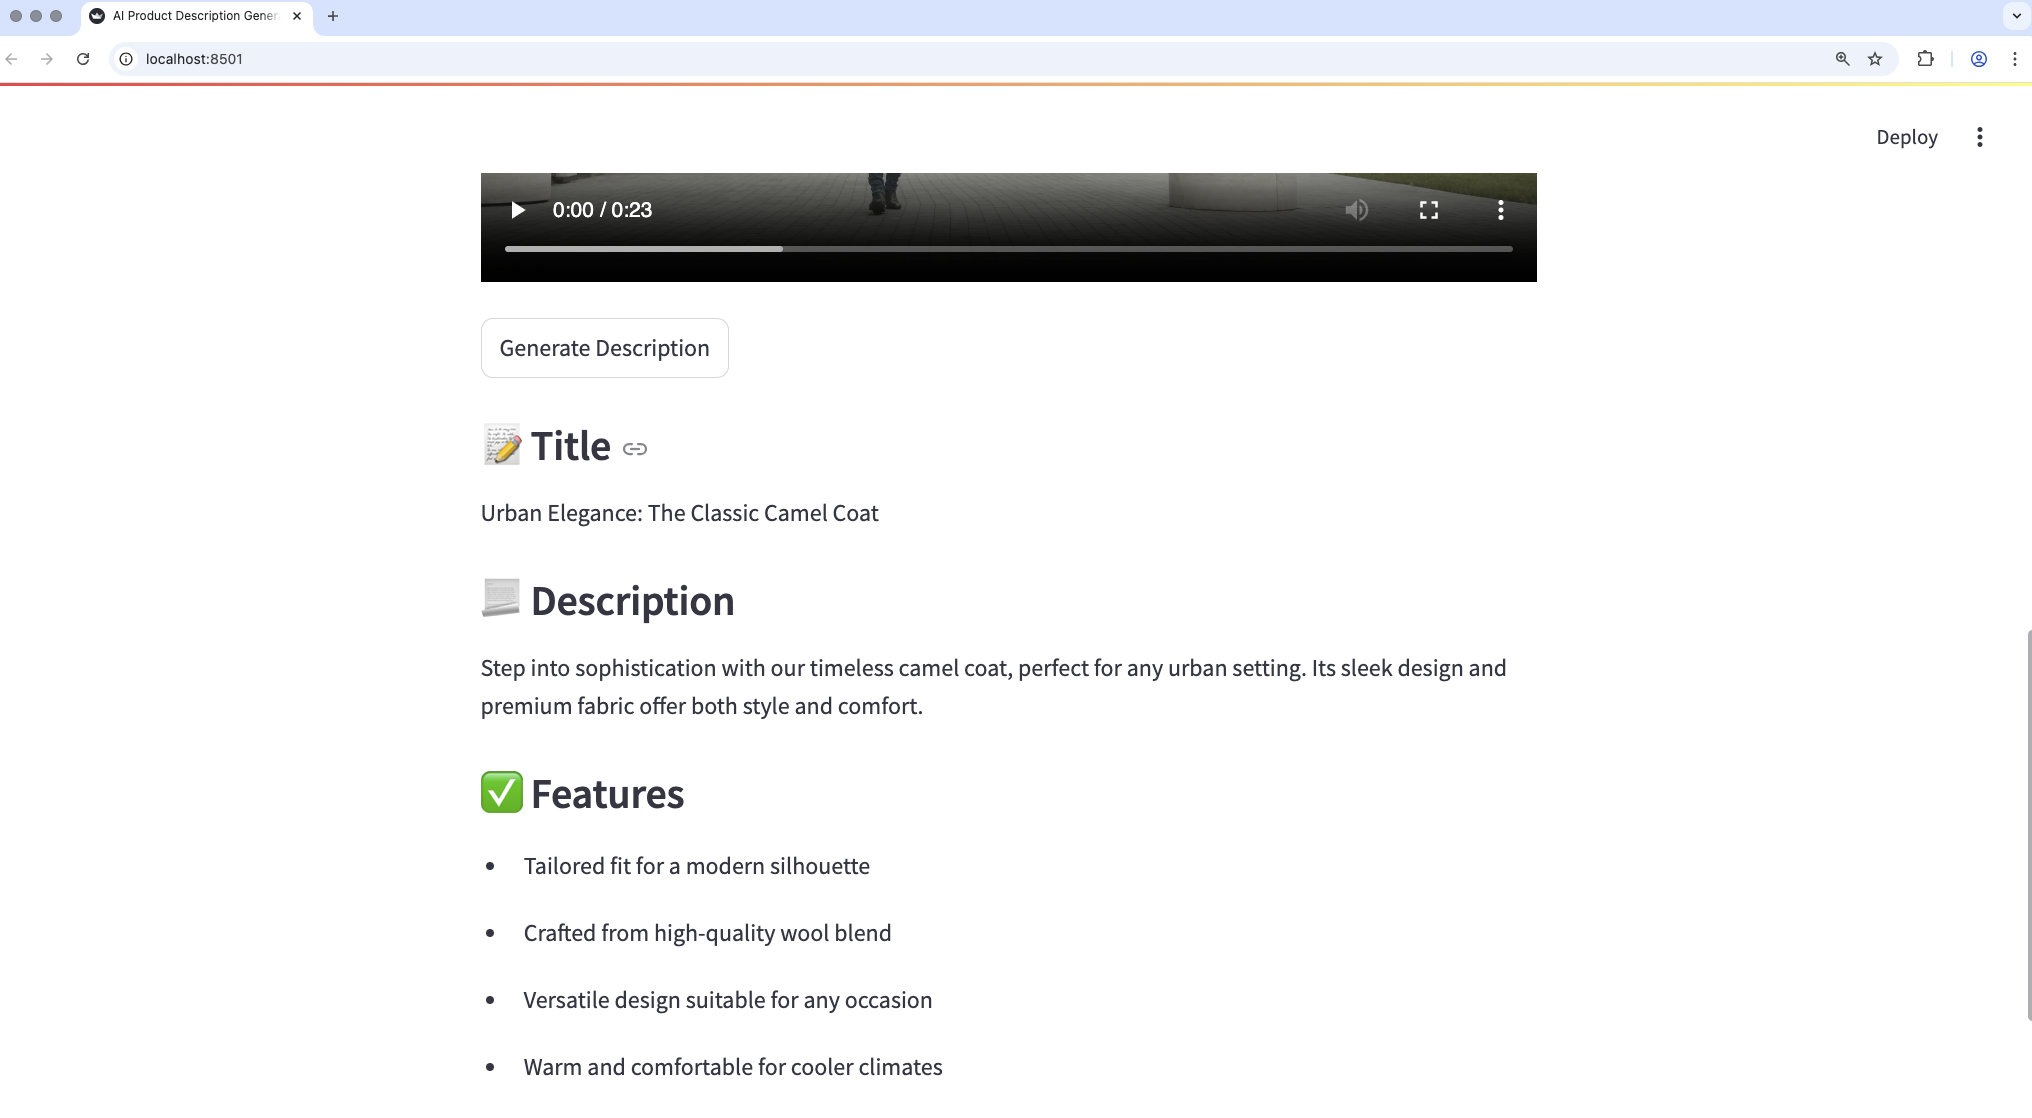 AI Product Description Gener
localhost:8501
Deploy
0:00 / 0:23
Generate Description
Title
Urban Elegance: The Classic Camel Coat
Description
Step into sophistication with our timeless camel coat, perfect for any urban setting. Its sleek design and
premium fabric offer both style and comfort.
Features
Tailored fit for a modern silhouette
Crafted from high-quality wool blend
Versatile design suitable for any occasion
Warm and comfortable for cooler climates